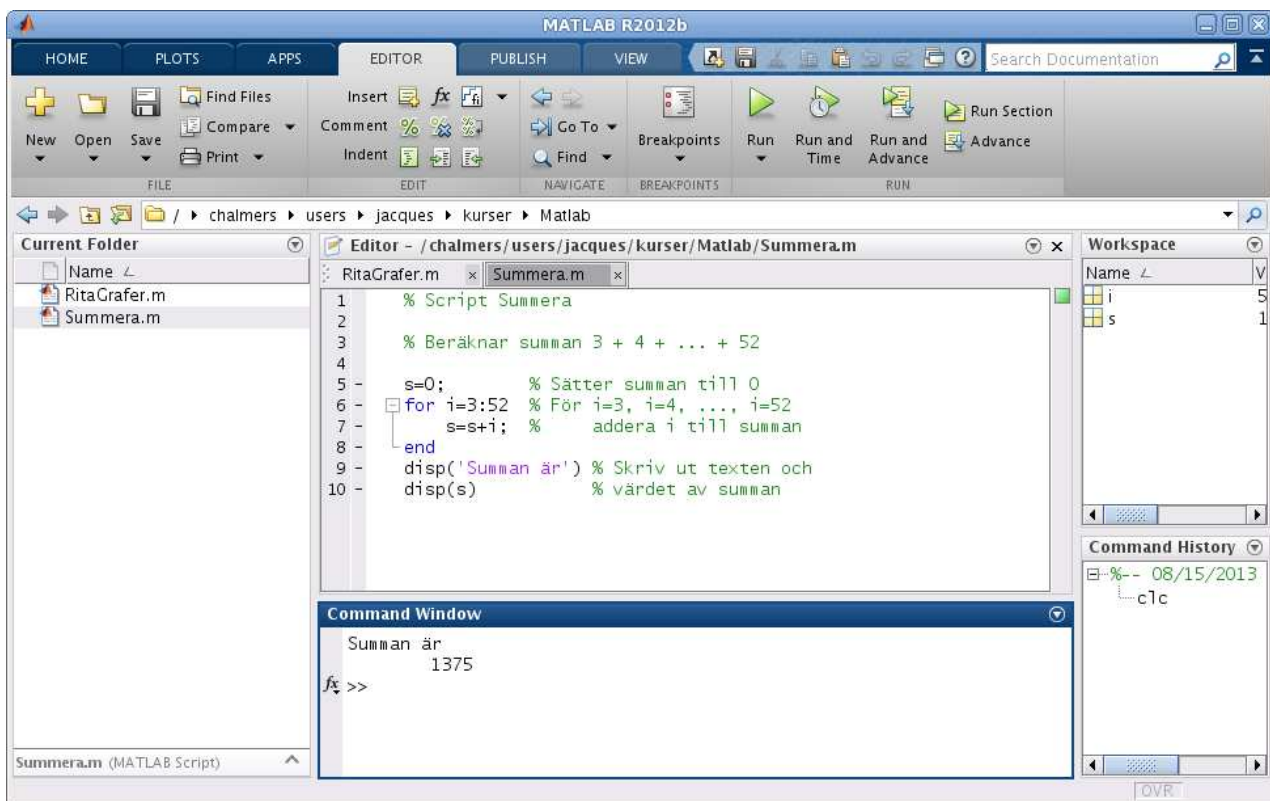 MATLAB R2012b
HOME PLOTS APPS EDITOR PUBLISH VIEW Search Documentation
New Open Save
Find Files
Compare
Print
FILE
Insert fx
Comment
Indent
EDIT
Go To
Find
NAVIGATE
Breakpoints
BREAKPOINTS
Run Run and Time Run and Advance
Run Section
Advance
RUN
/ chalmers users jacques kurser Matlab
Current Folder
Name
RitaGrafer.m
Summera.m
Summera.m (MATLAB Script)
Editor - /chalmers/users/jacques/kurser/Matlab/Summera.m
RitaGrafer.m x Summera.m x
1 % Script Summera
2
3 % Beräknar summan 3 + 4 + ... + 52
4
5 - s=0; % Sätter summan till 0
6 - for i=3:52 % För i=3, i=4, ..., i=52
7 - s=s+i; % addera i till summan
8 - end
9 - disp('Summan är') % Skriv ut texten och
10 - disp(s) % värdet av summan
Command Window
Summan är
1375
fx >>
Workspace
Name V
i 5
s 1
Command History
%-- 08/15/2013
clc
OVR